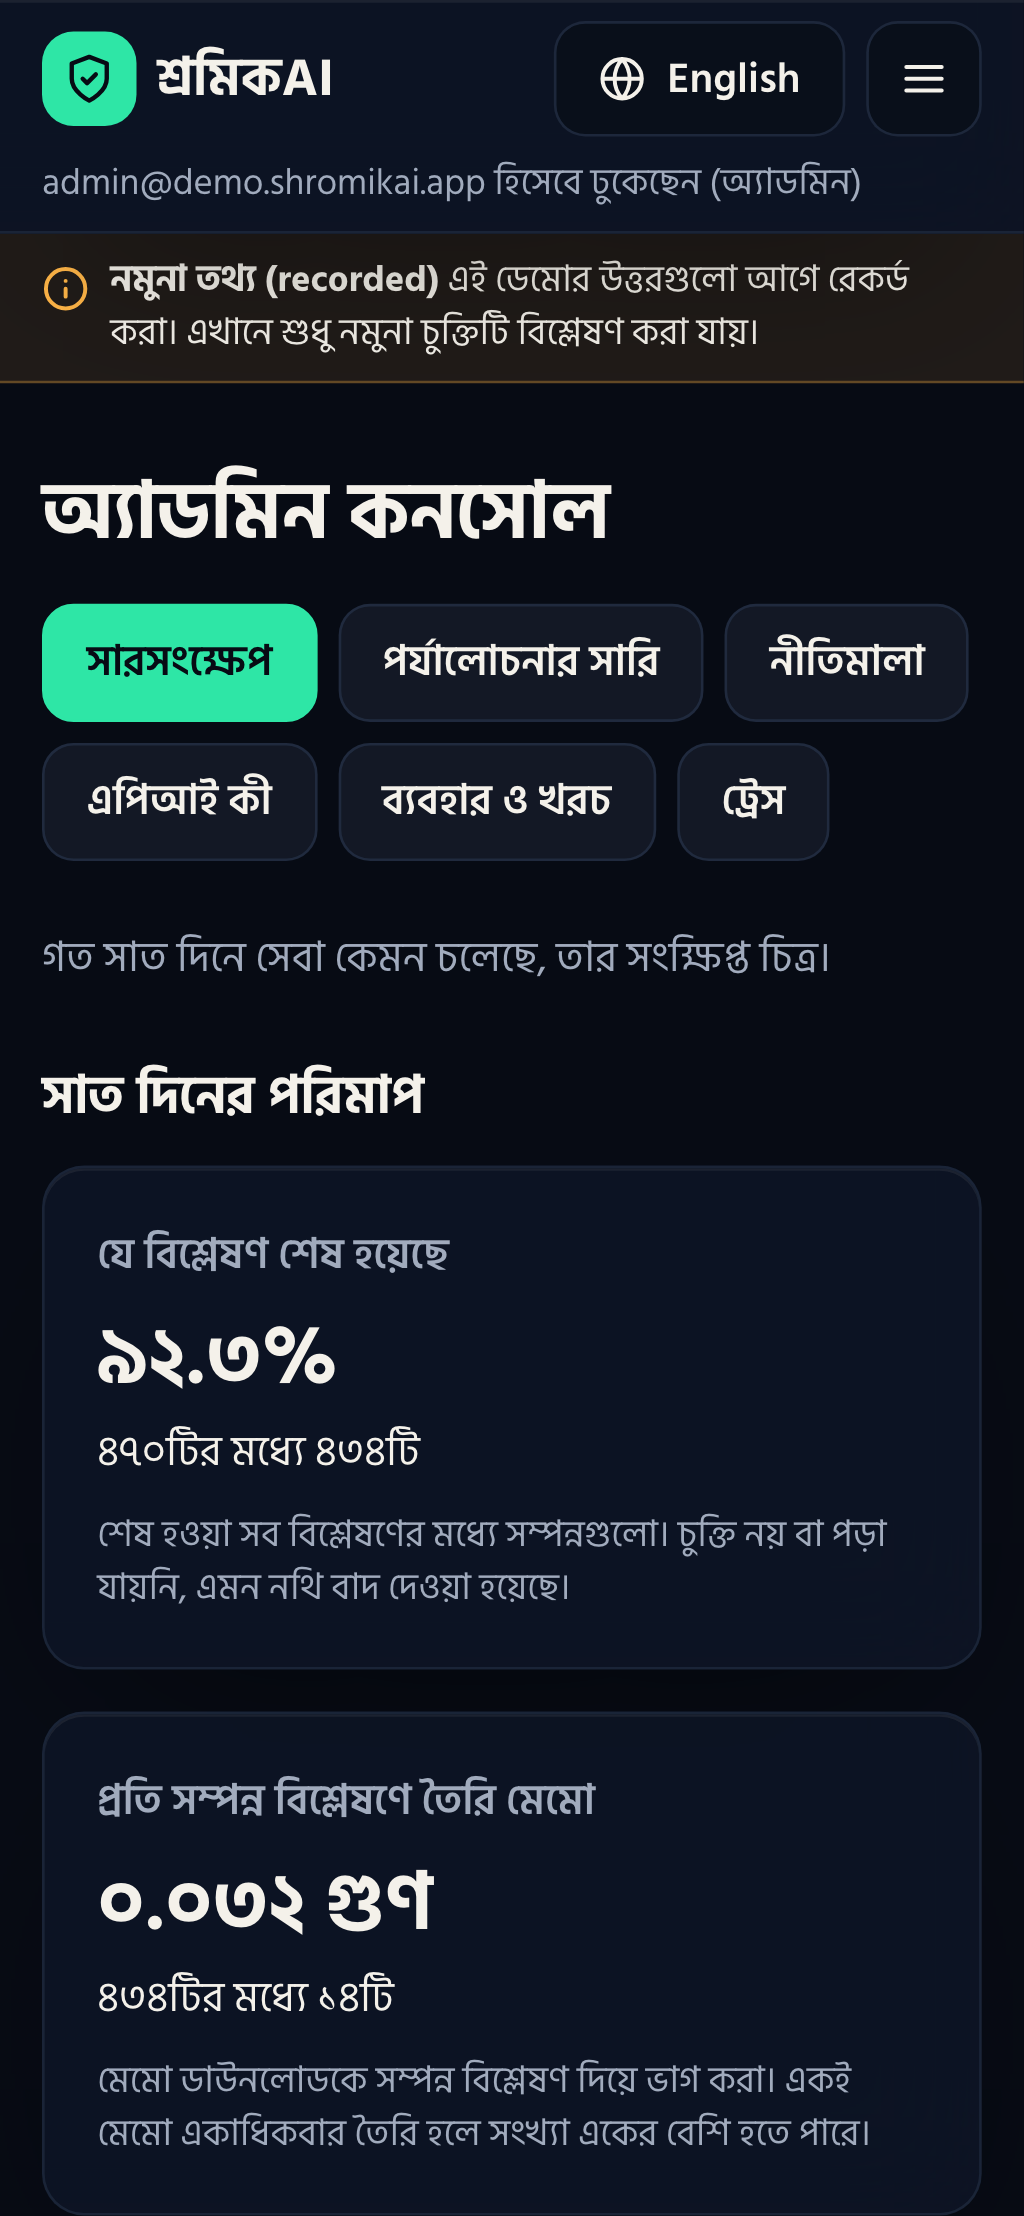 শ্রমিকAI
English
admin@demo.shromikai.app হিসেবে ঢুকেছেন (অ্যাডমিন)
নমুনা তথ্য (recorded) এই ডেমোর উত্তরগুলো আগে রেকর্ড
করা। এখানে শুধু নমুনা চুক্তিটি বিশ্লেষণ করা যায়।
অ্যাডমিন কনসোল
সারসংক্ষেপ
পর্যালোচনার সারি
নীতিমালা
এপিআই কী
ব্যবহার ও খরচ
ট্রেস
গত সাত দিনে সেবা কেমন চলেছে, তার সংক্ষিপ্ত চিত্র।
সাত দিনের পরিমাপ
যে বিশ্লেষণ শেষ হয়েছে
৯২.৩%
৪৭০টির মধ্যে ৪৩৪টি
শেষ হওয়া সব বিশ্লেষণের মধ্যে সম্পন্নগুলো। চুক্তি নয় বা পড়া
যায়নি, এমন নথি বাদ দেওয়া হয়েছে।
প্রতি সম্পন্ন বিশ্লেষণে তৈরি মেমো
০.০৩২ গুণ
৪৩৪টির মধ্যে ১৪টি
মেমো ডাউনলোডকে সম্পন্ন বিশ্লেষণ দিয়ে ভাগ করা। একই
মেমো একাধিকবার তৈরি হলে সংখ্যা একের বেশি হতে পারে।